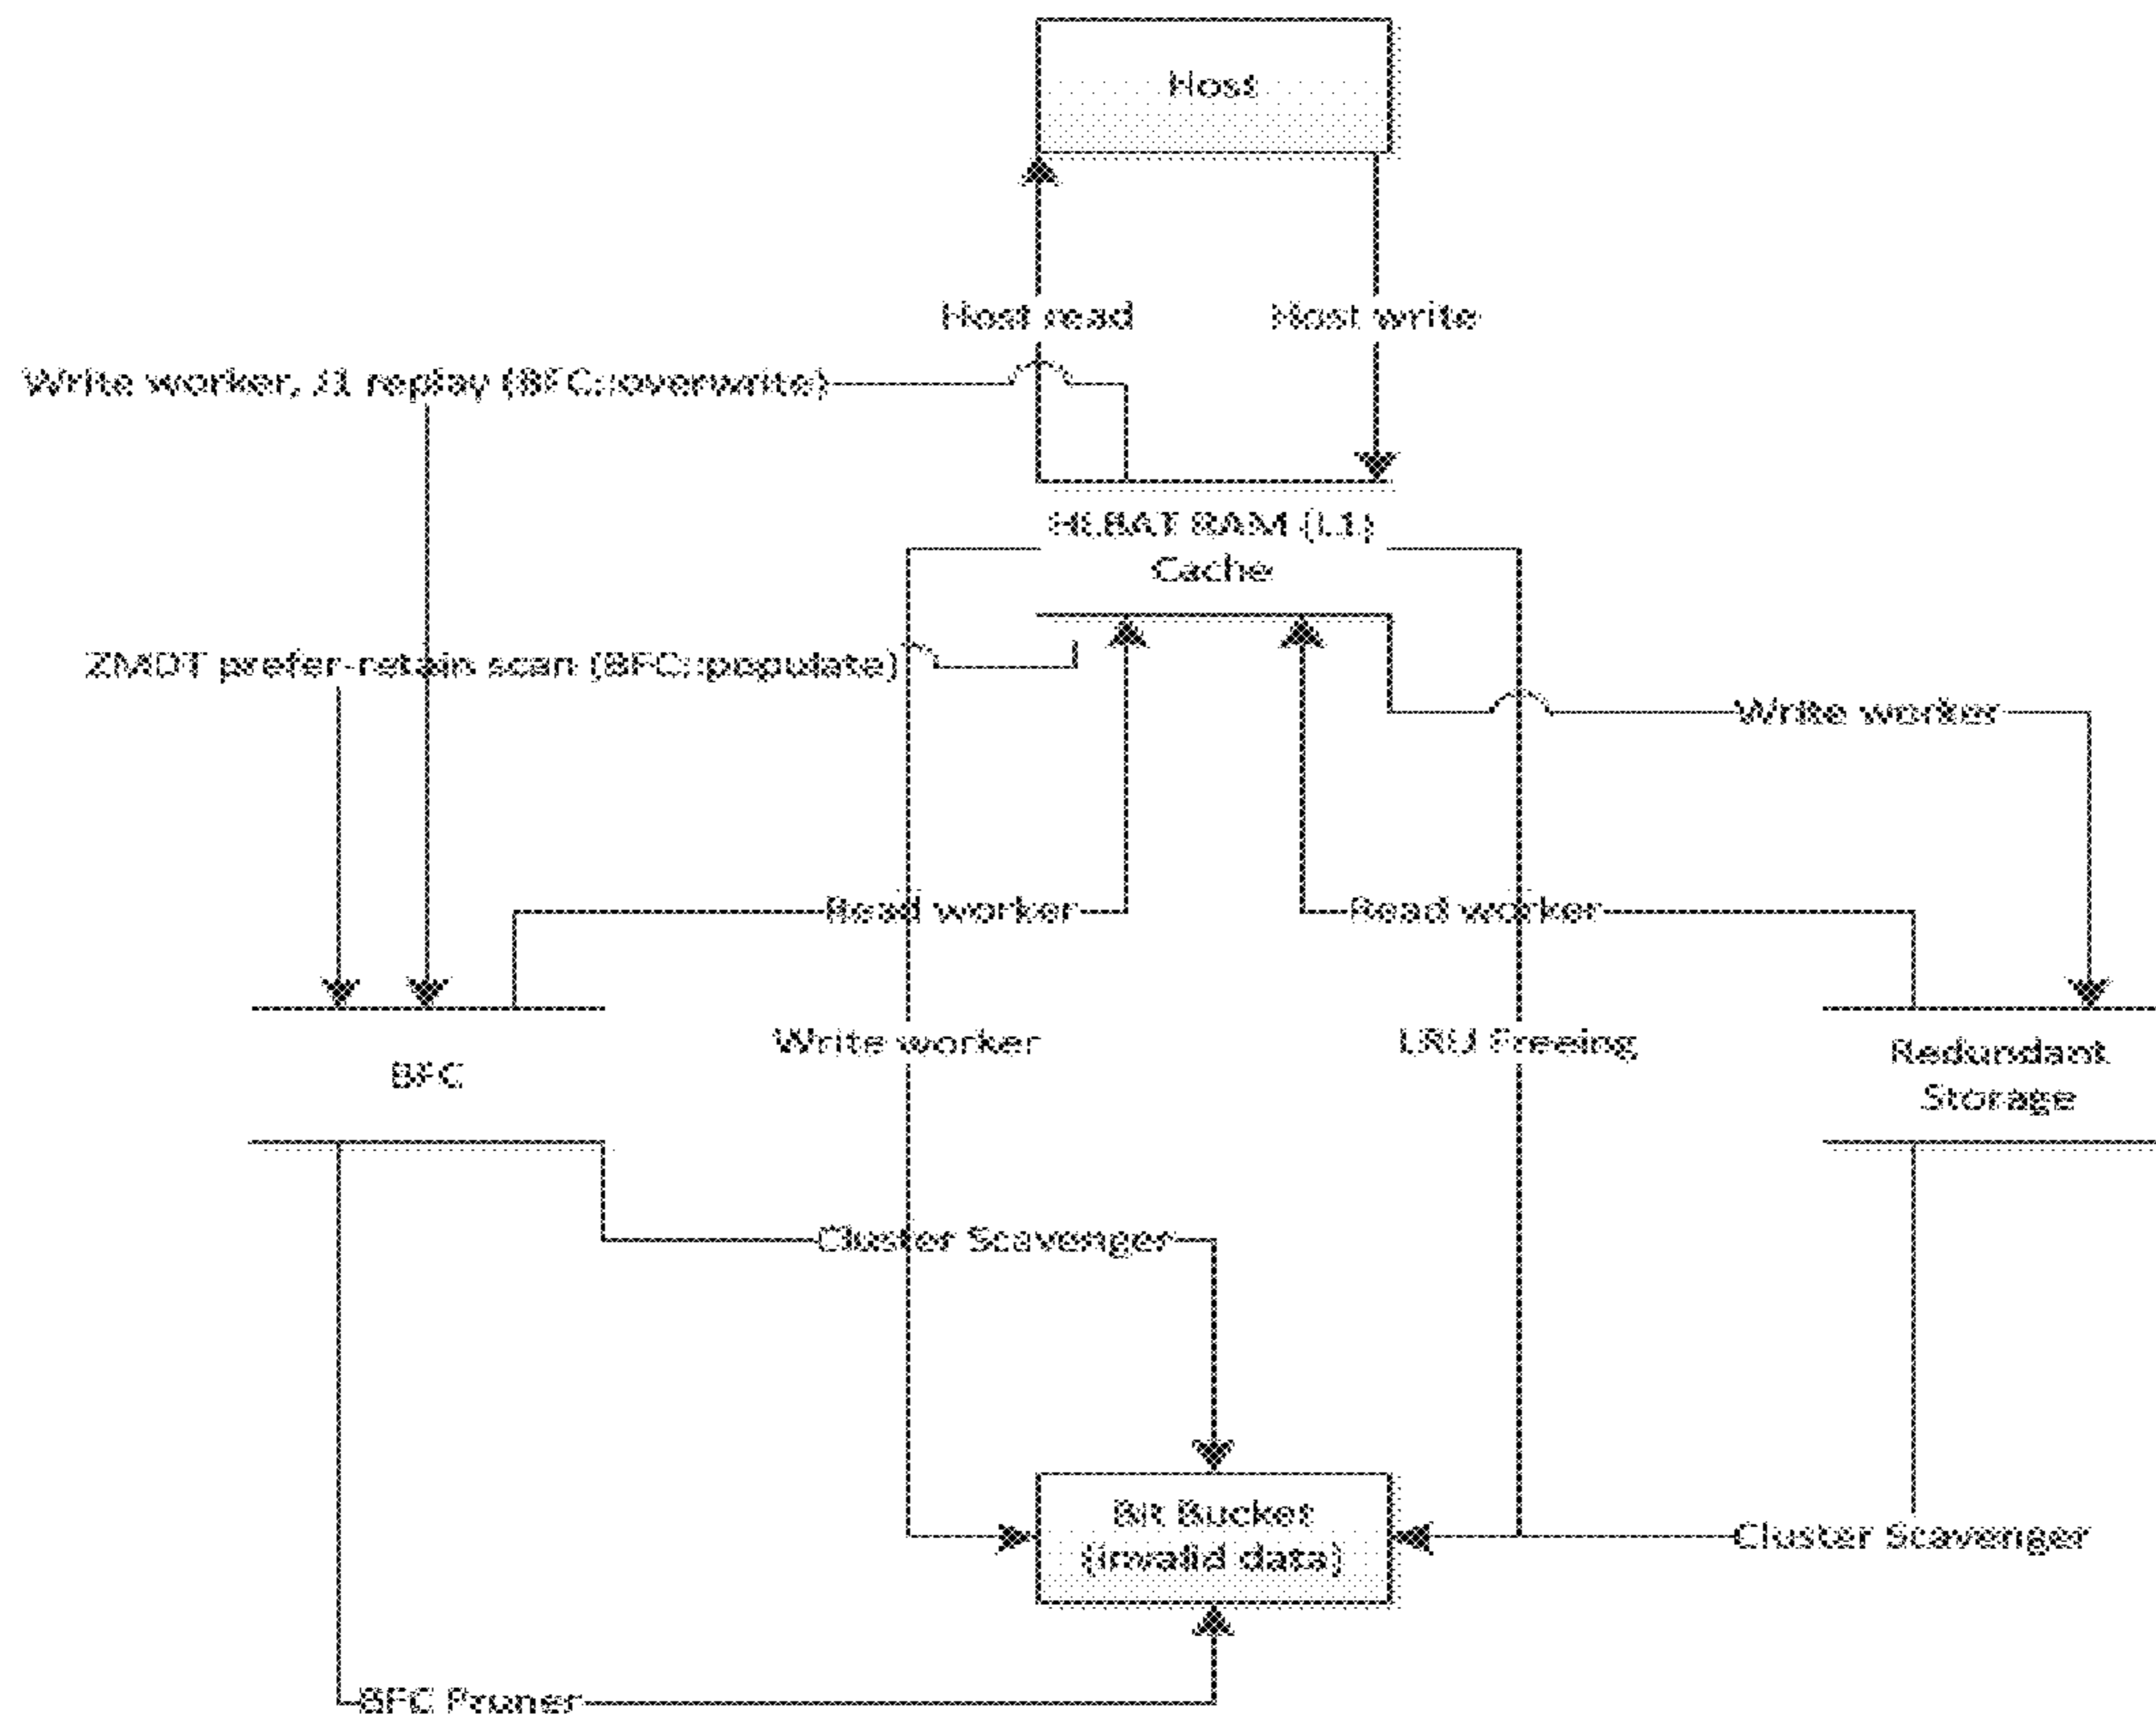 Host
Host read
Host write
Write worker, J1 replay (BFC::overwrite)
HLBAT RAM (L1)
Cache
ZMDT prefer-retain scan (BFC::populate)
Write worker
Read worker
Read worker
BFC
Write worker
LRU Freeing
Redundant
Storage
Cluster Scavenger
Bit Bucket
(invalid data)
Cluster Scavenger
BFC Pruner